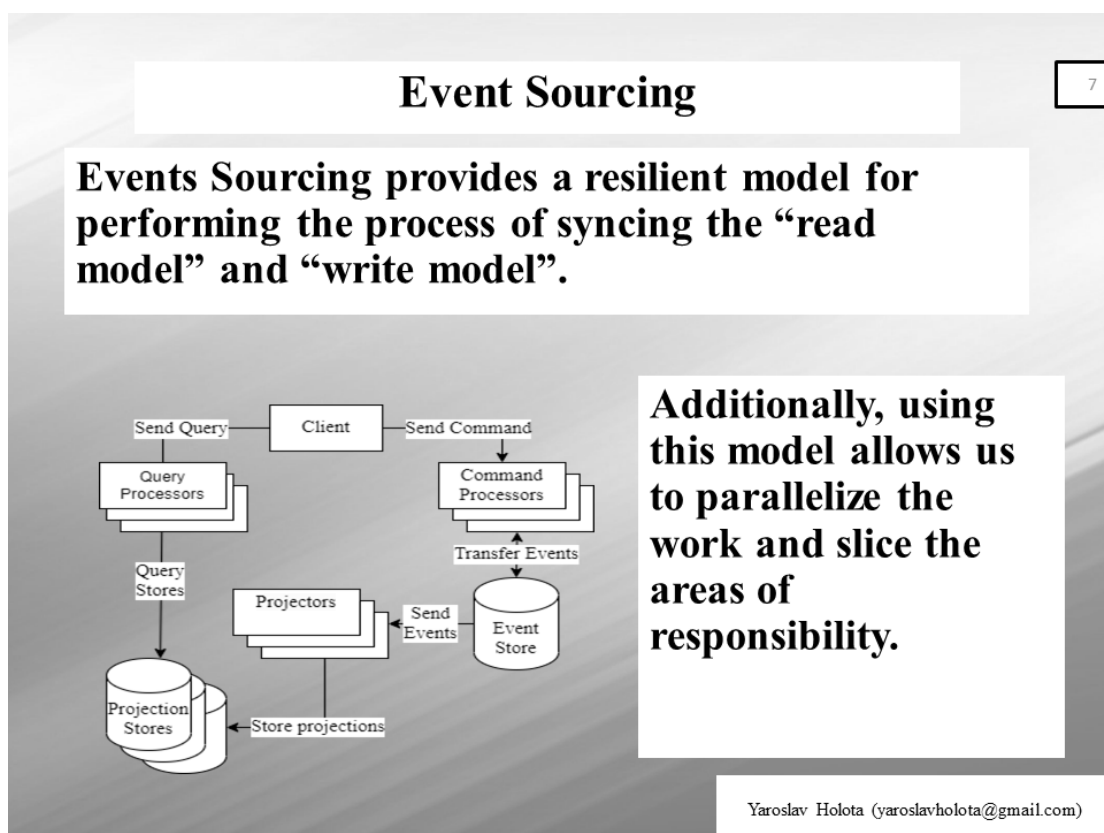 Event Sourcing
7
Events Sourcing provides a resilient model for
performing the process of syncing the “read
model” and “write model”.
Send Query
Client
Send Command
Query
Processors
Command
Processors
Transfer Events
Query
Stores
Projectors
Send
Events
Event
Store
Projection
Stores
Store projections
Additionally, using
this model allows us
to parallelize the
work and slice the
areas of
responsibility.
Yaroslav Holota (yaroslavholota@gmail.com)